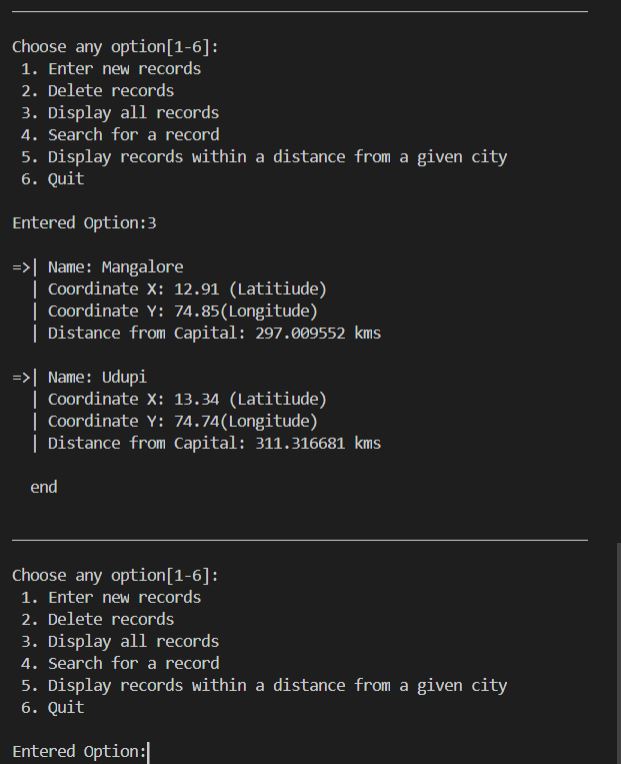 Choose any option[1-6]:
1. Enter new records
2. Delete records
3. Display all records
4. Search for a record
5. Display records within a distance from a given city
6. Quit
Entered Option:3
=>| Name: Mangalore
| Coordinate X: 12.91 (Latitiude)
| Coordinate Y: 74.85(Longitude)
| Distance from Capital: 297.009552 kms
=>| Name: Udupi
| Coordinate X: 13.34 (Latitiude)
| Coordinate Y: 74.74(Longitude)
| Distance from Capital: 311.316681 kms
end
Choose any option[1-6]:
1. Enter new records
2. Delete records
3. Display all records
4. Search for a record
5. Display records within a distance from a given city
6. Quit
Entered Option: